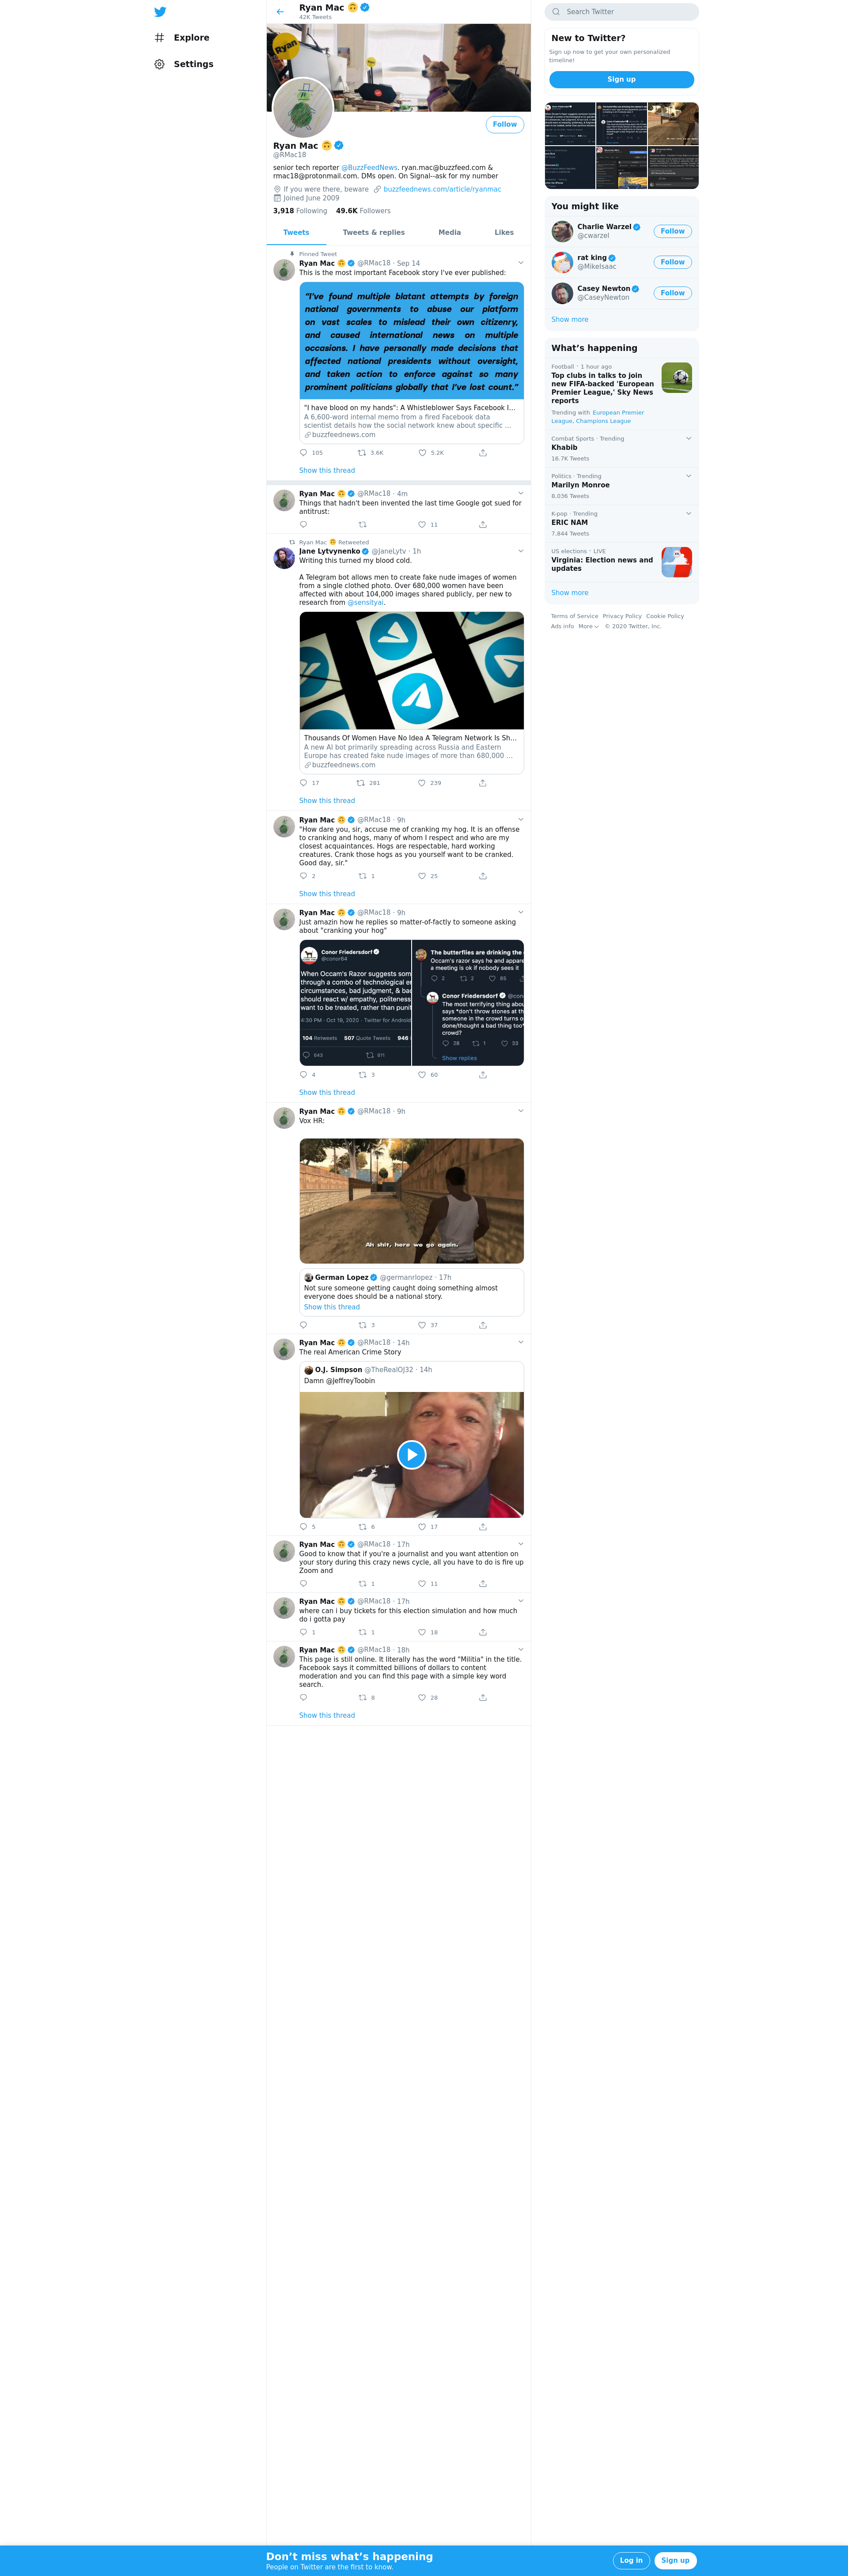 Explore
Settings
Ryan Mac 🙃
42K Tweets
Ryan
Follow
Ryan Mac 🙃
@RMac18
senior tech reporter @BuzzFeedNews. ryan.mac@buzzfeed.com &
rmac18@protonmail.com. DMs open. On Signal--ask for my number
If you were there, beware buzzfeednews.com/article/ryanmac
Joined June 2009
3,918 Following 49.6K Followers
Tweets Tweets & replies Media Likes
Pinned Tweet
Ryan Mac 🙃 @RMac18 · Sep 14
This is the most important Facebook story I've ever published:
"I've found multiple blatant attempts by foreign
national governments to abuse our platform
on vast scales to mislead their own citizenry,
and caused international news on multiple
occasions. I have personally made decisions that
affected national presidents without oversight,
and taken action to enforce against so many
prominent politicians globally that I've lost count."
"I have blood on my hands": A Whistleblower Says Facebook I...
A 6,600-word internal memo from a fired Facebook data
scientist details how the social network knew about specific ...
buzzfeednews.com
105 3.6K 5.2K
Show this thread
Ryan Mac 🙃 @RMac18 · 4m
Things that hadn't been invented the last time Google got sued for
antitrust:
11
Ryan Mac 🙃 Retweeted
Jane Lytvynenko @JaneLytv · 1h
Writing this turned my blood cold.
A Telegram bot allows men to create fake nude images of women
from a single clothed photo. Over 680,000 women have been
affected with about 104,000 images shared publicly, per new to
research from @sensityai.
Thousands Of Women Have No Idea A Telegram Network Is Sh...
A new AI bot primarily spreading across Russia and Eastern
Europe has created fake nude images of more than 680,000 ...
buzzfeednews.com
17 281 239
Show this thread
Ryan Mac 🙃 @RMac18 · 9h
"How dare you, sir, accuse me of cranking my hog. It is an offense
to cranking and hogs, many of whom I respect and who are my
closest acquaintances. Hogs are respectable, hard working
creatures. Crank those hogs as you yourself want to be cranked.
Good day, sir."
2 1 25
Show this thread
Ryan Mac 🙃 @RMac18 · 9h
Just amazin how he replies so matter-of-factly to someone asking
about "cranking your hog"
Conor Friedersdorf
@conor64
When Occam's Razor suggests som
through a combo of technological er
circumstances, bad judgment, & ba
should react w/ empathy, politeness
want to be treated, rather than punit
4:20 PM · Oct 19, 2020 · Twitter for Android
104 Retweets 507 Quote Tweets 946
643 611
The butterflies are drinking the
Occam's razor says he and appare
a meeting is ok if nobody sees it
2 2 86
Conor Friedersdorf @con
The most terrifying thing abou
says *don't throw stones at th
someone in the crowd turns o
done/thought a bad thing too*
crowd?
28 1 33
Show replies
4 3 60
Show this thread
Ryan Mac 🙃 @RMac18 · 9h
Vox HR:
Ah shit, here we go again.
German Lopez @germanrlopez · 17h
Not sure someone getting caught doing something almost
everyone does should be a national story.
Show this thread
3 37
Ryan Mac 🙃 @RMac18 · 14h
The real American Crime Story
O.J. Simpson @TheRealOJ32 · 14h
Damn @JeffreyToobin
5 6 17
Ryan Mac 🙃 @RMac18 · 17h
Good to know that if you're a journalist and you want attention on
your story during this crazy news cycle, all you have to do is fire up
Zoom and
1 11
Ryan Mac 🙃 @RMac18 · 17h
where can i buy tickets for this election simulation and how much
do i gotta pay
1 1 18
Ryan Mac 🙃 @RMac18 · 18h
This page is still online. It literally has the word "Militia" in the title.
Facebook says it committed billions of dollars to content
moderation and you can find this page with a simple key word
search.
8 28
Show this thread
Search Twitter
New to Twitter?
Sign up now to get your own personalized
timeline!
Sign up
You might like
Charlie Warzel
@cwarzel
Follow
rat king
@MikeIsaac
Follow
Casey Newton
@CaseyNewton
Follow
Show more
What's happening
Football · 1 hour ago
Top clubs in talks to join
new FIFA-backed 'European
Premier League,' Sky News
reports
Trending with European Premier
League, Champions League
Combat Sports · Trending
Khabib
16.7K Tweets
Politics · Trending
Marilyn Monroe
8,036 Tweets
K-pop · Trending
ERIC NAM
7,844 Tweets
US elections · LIVE
Virginia: Election news and
updates
Show more
Terms of Service Privacy Policy Cookie Policy
Ads info More © 2020 Twitter, Inc.
Don't miss what's happening
People on Twitter are the first to know.
Log in
Sign up